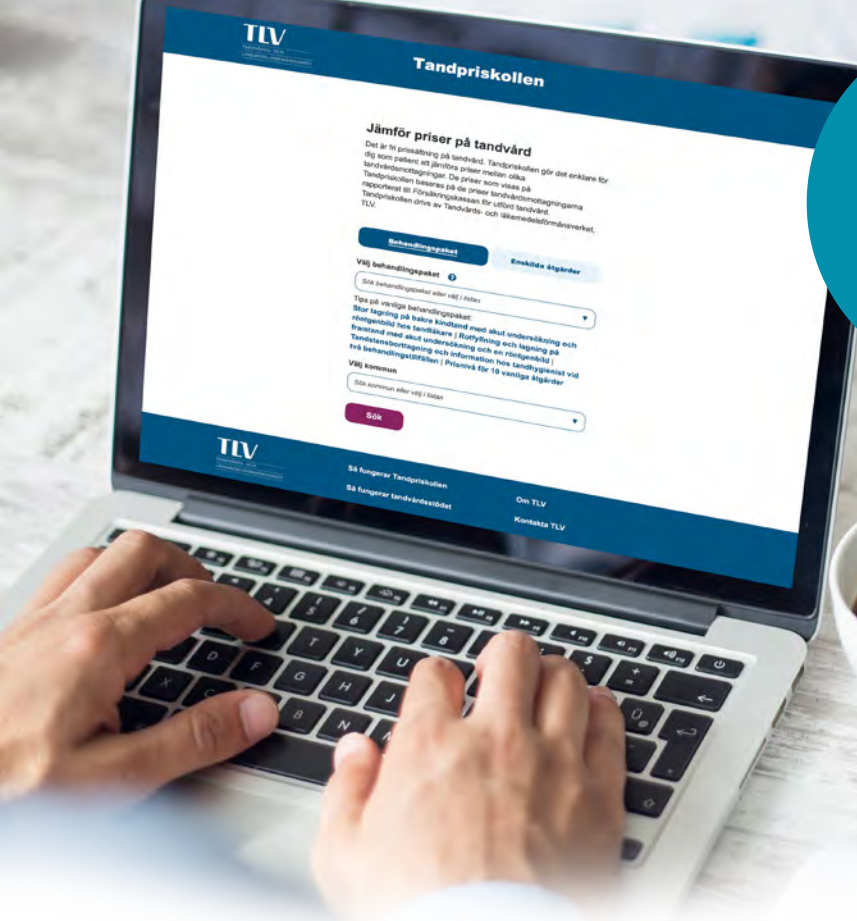 TLV
TANDVÅRDS- OCH
LÄKEMEDELSFÖRMÅNSVERKET
Tandpriskollen
Jämför priser på tandvård
Det är fri prissättning på tandvård. Tandpriskollen gör det enklare för
dig som patient att jämföra priser mellan olika
tandvårdsmottagningar. De priser som visas på
Tandpriskollen baseras på de priser tandvårdsmottagningarna
rapporterat till Försäkringskassan för utförd tandvård.
Tandpriskollen drivs av Tandvårds- och läkemedelsförmånsverket,
TLV.
Behandlingspaket
Enskilda åtgärder
Välj behandlingspaket ?
Sök behandlingspaket eller välj i listan
Tips på vanliga behandlingspaket:
Stor lagning på bakre kindtand med akut undersökning och
röntgenbild hos tandläkare | Rotfyllning och lagning på
framtand med akut undersökning och en röntgenbild |
Tandstensborttagning och information hos tandhygienist vid
två behandlingstillfällen | Prisnivå för 10 vanliga åtgärder
Välj kommun
Sök kommun eller välj i listan
Sök
TLV
TANDVÅRDS- OCH
LÄKEMEDELSFÖRMÅNSVERKET
Så fungerar Tandpriskollen
Så fungerar tandvårdsstödet
Om TLV
Kontakta TLV